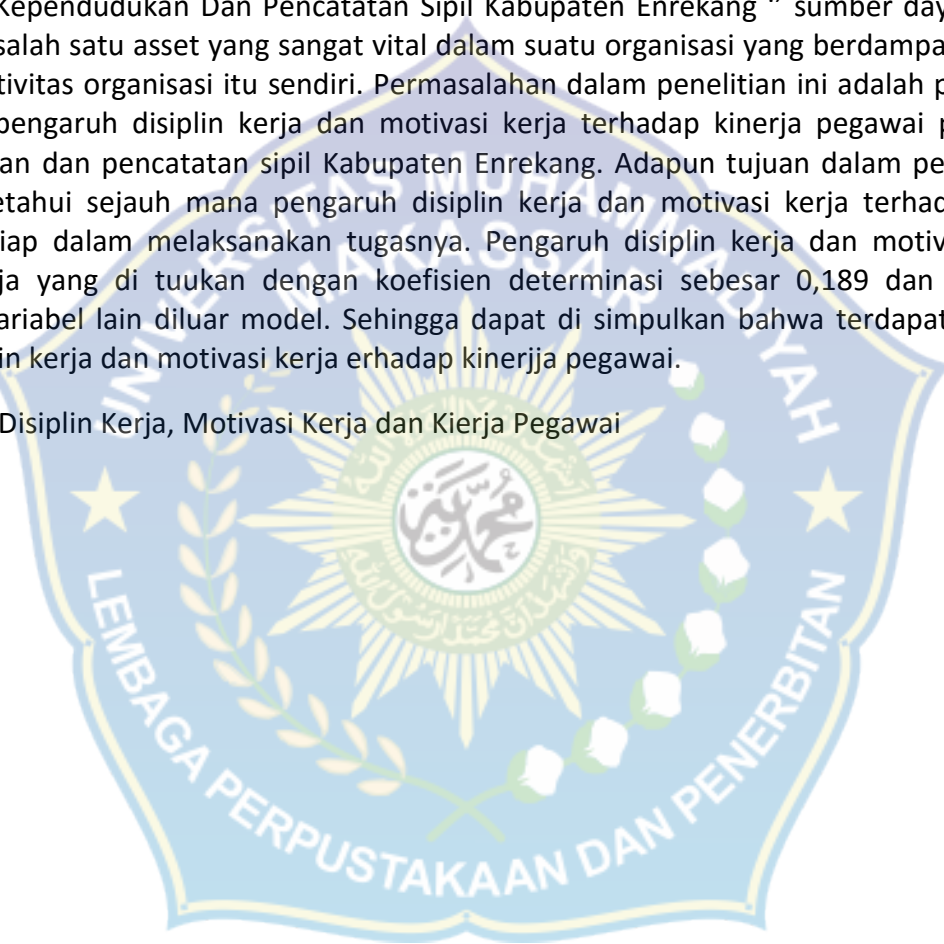 Kependudukan Dan Pencatatan Sipil Kabupaten Enrekang " sumber day
salah satu asset yang sangat vital dalam suatu organisasi yang berdampa
tivitas organisasi itu sendiri. Permasalahan dalam penelitian ini adalah p
pengaruh disiplin kerja dan motivasi kerja terhadap kinerja pegawai p
an dan pencatatan sipil Kabupaten Enrekang. Adapun tujuan dalam pe
etahui sejauh mana pengaruh disiplin kerja dan motivasi kerja terhad
iap dalam melaksanakan tugasnya. Pengaruh disiplin kerja dan motiv
ja yang di tuukan dengan koefisien determinasi sebesar 0,189 dan
ariabel lain diluar model. Sehingga dapat di simpulkan bahwa terdapat
in kerja dan motivasi kerja erhadap kinerjja pegawai.
Disiplin Kerja, Motivasi Kerja dan Kierja Pegawai
UNIVERSITAS MUHAMMADIYAH
MAKASSAR
محمدية
LEMBAGA PERPUSTAKAAN DAN PENERBITAN